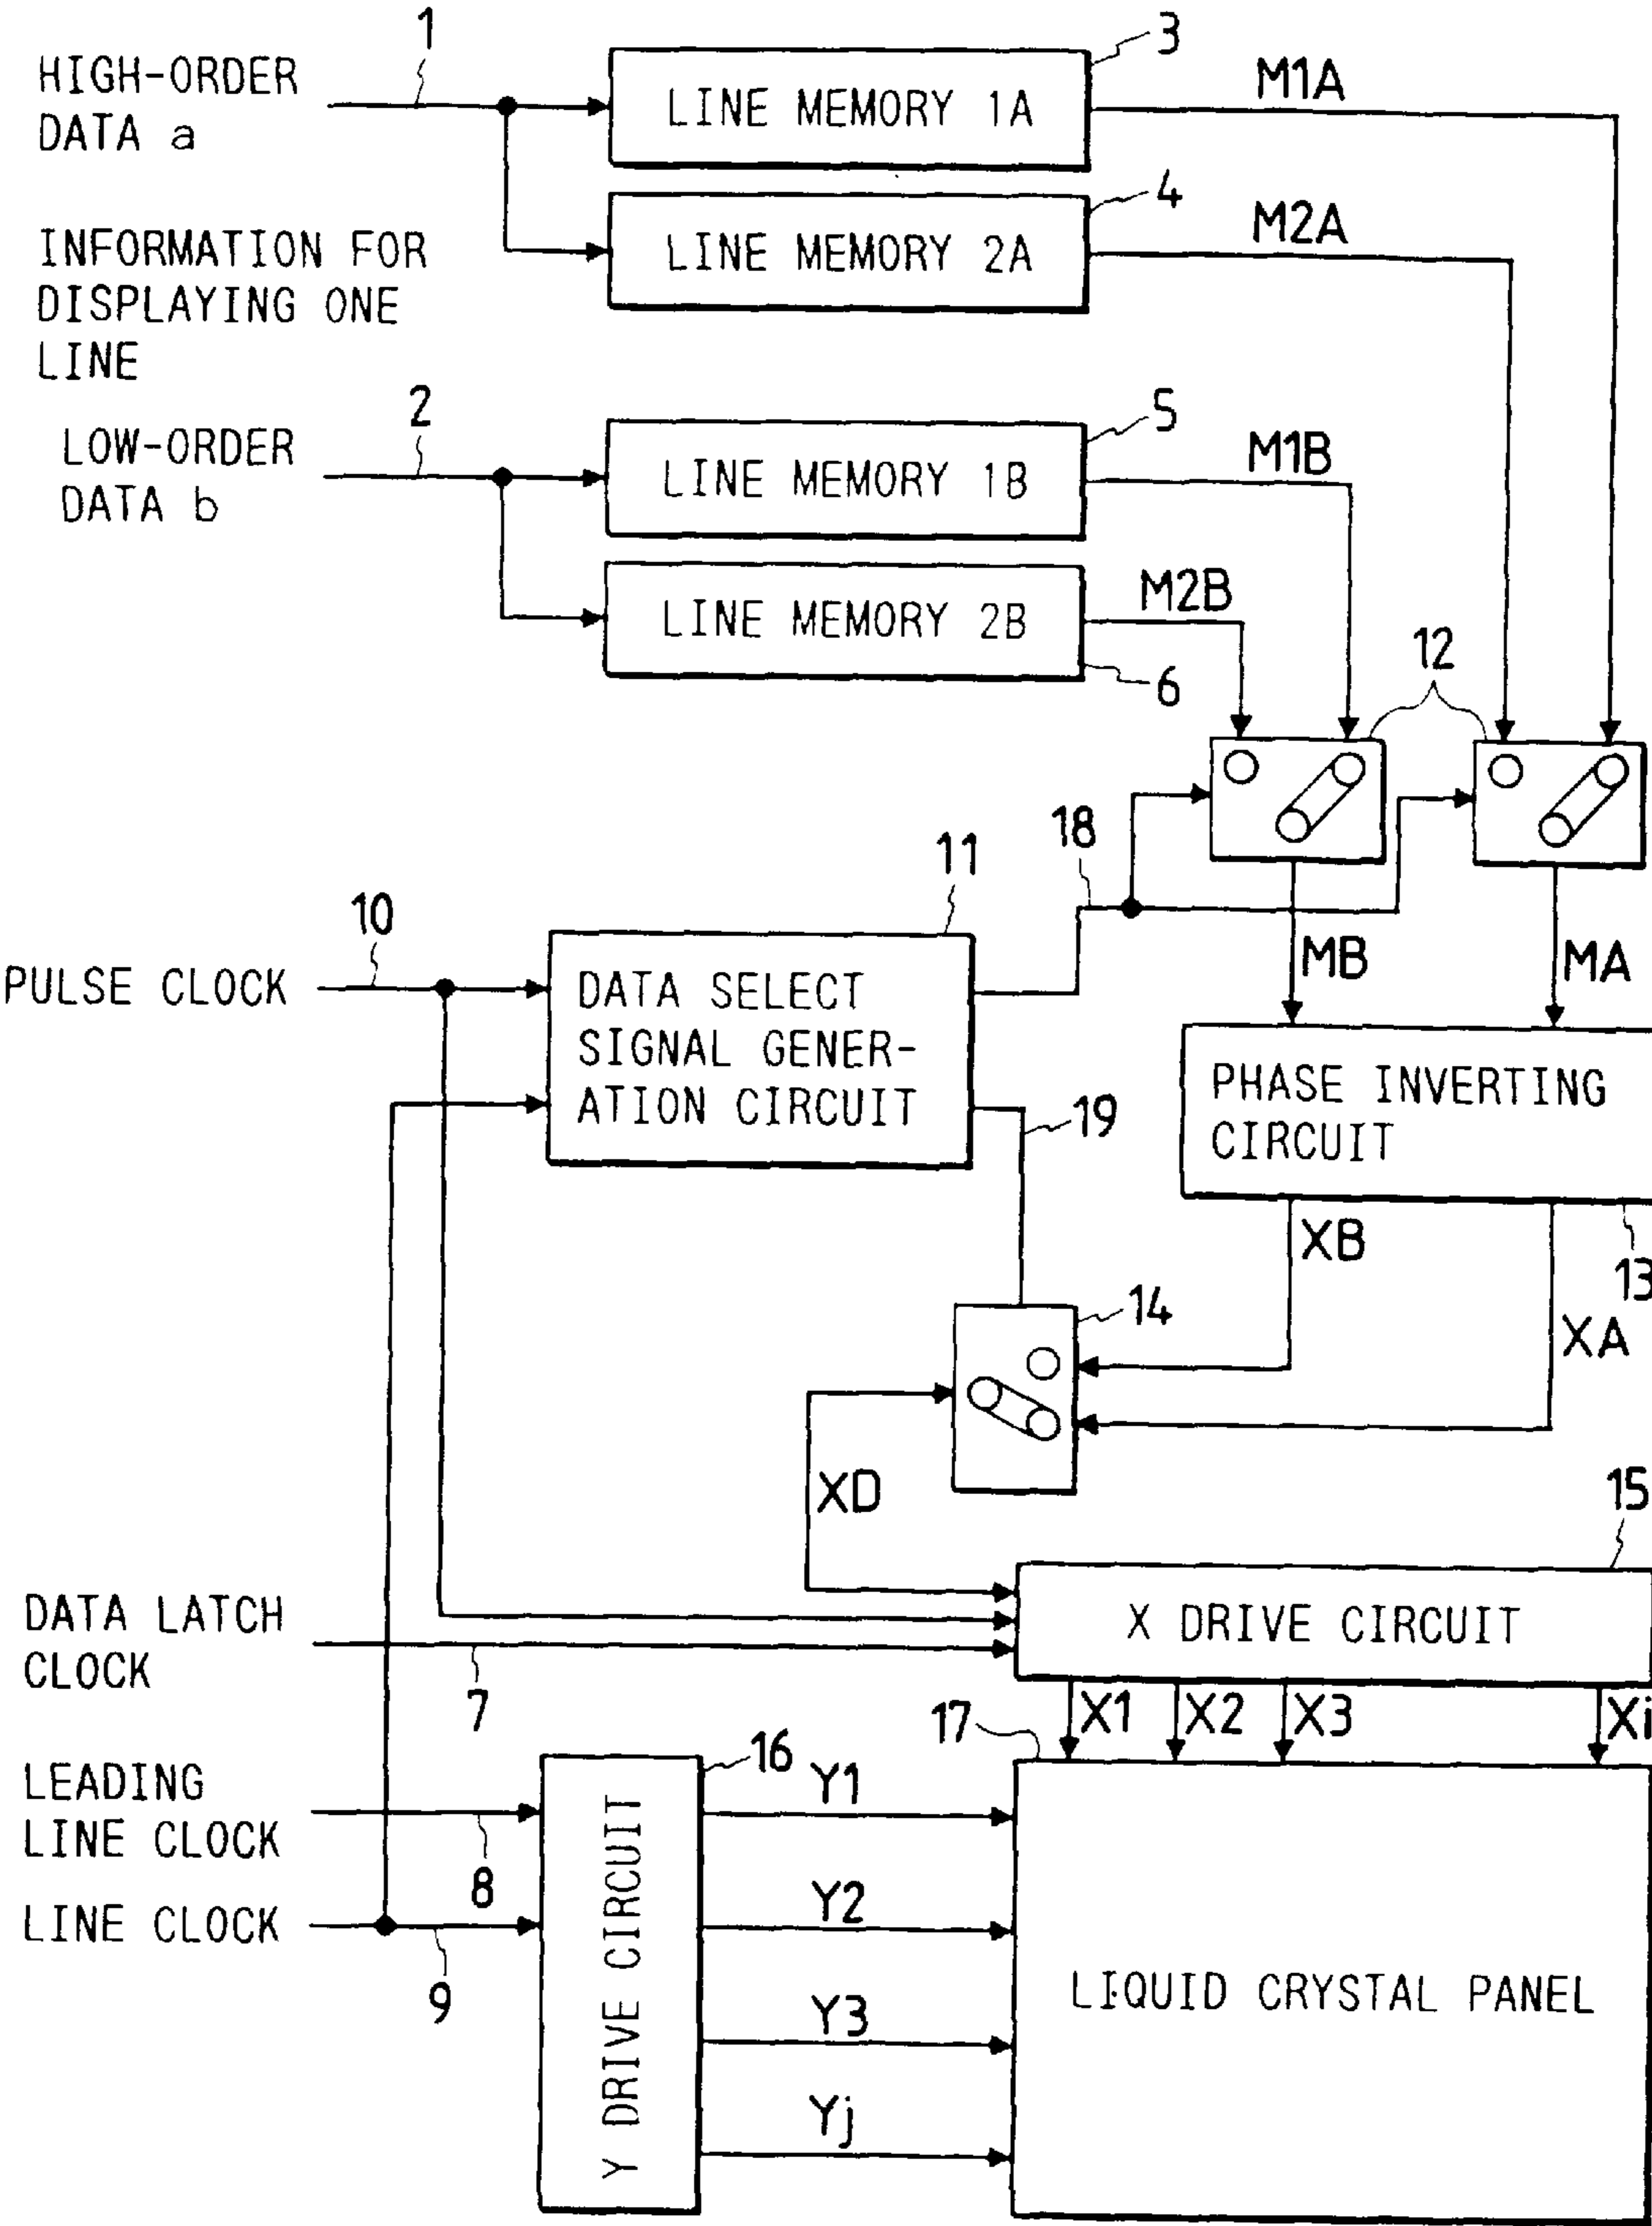 1
3
HIGH-ORDER
DATA a
LINE MEMORY 1A
M1A
4
LINE MEMORY 2A
M2A
INFORMATION FOR
DISPLAYING ONE
LINE
2
5
LOW-ORDER
DATA b
LINE MEMORY 1B
M1B
LINE MEMORY 2B
M2B
6
12
18
11
10
PULSE CLOCK
DATA SELECT
SIGNAL GENER-
ATION CIRCUIT
MB
MA
19
PHASE INVERTING
CIRCUIT
XB
13
14
XA
XD
15
DATA LATCH
CLOCK
7
X DRIVE CIRCUIT
X1
X2
X3
Xi
17
16
LEADING
LINE CLOCK
8
LINE CLOCK
9
Y DRIVE CIRCUIT
Y1
Y2
Y3
Yj
LIQUID CRYSTAL PANEL